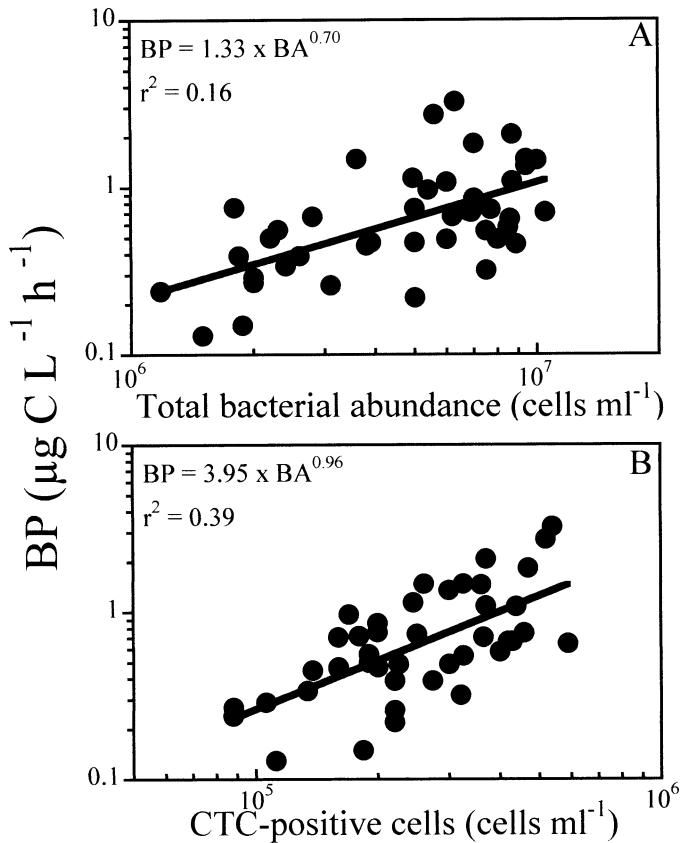 10
A
BP = 1.33 x BA^0.70
r^2 = 0.16
1
0.1
10^6
10^7
Total bacterial abundance (cells ml^-1)
BP (µg C L^-1 h^-1)
10
B
BP = 3.95 x BA^0.96
r^2 = 0.39
1
0.1
10^5
10^6
CTC-positive cells (cells ml^-1)